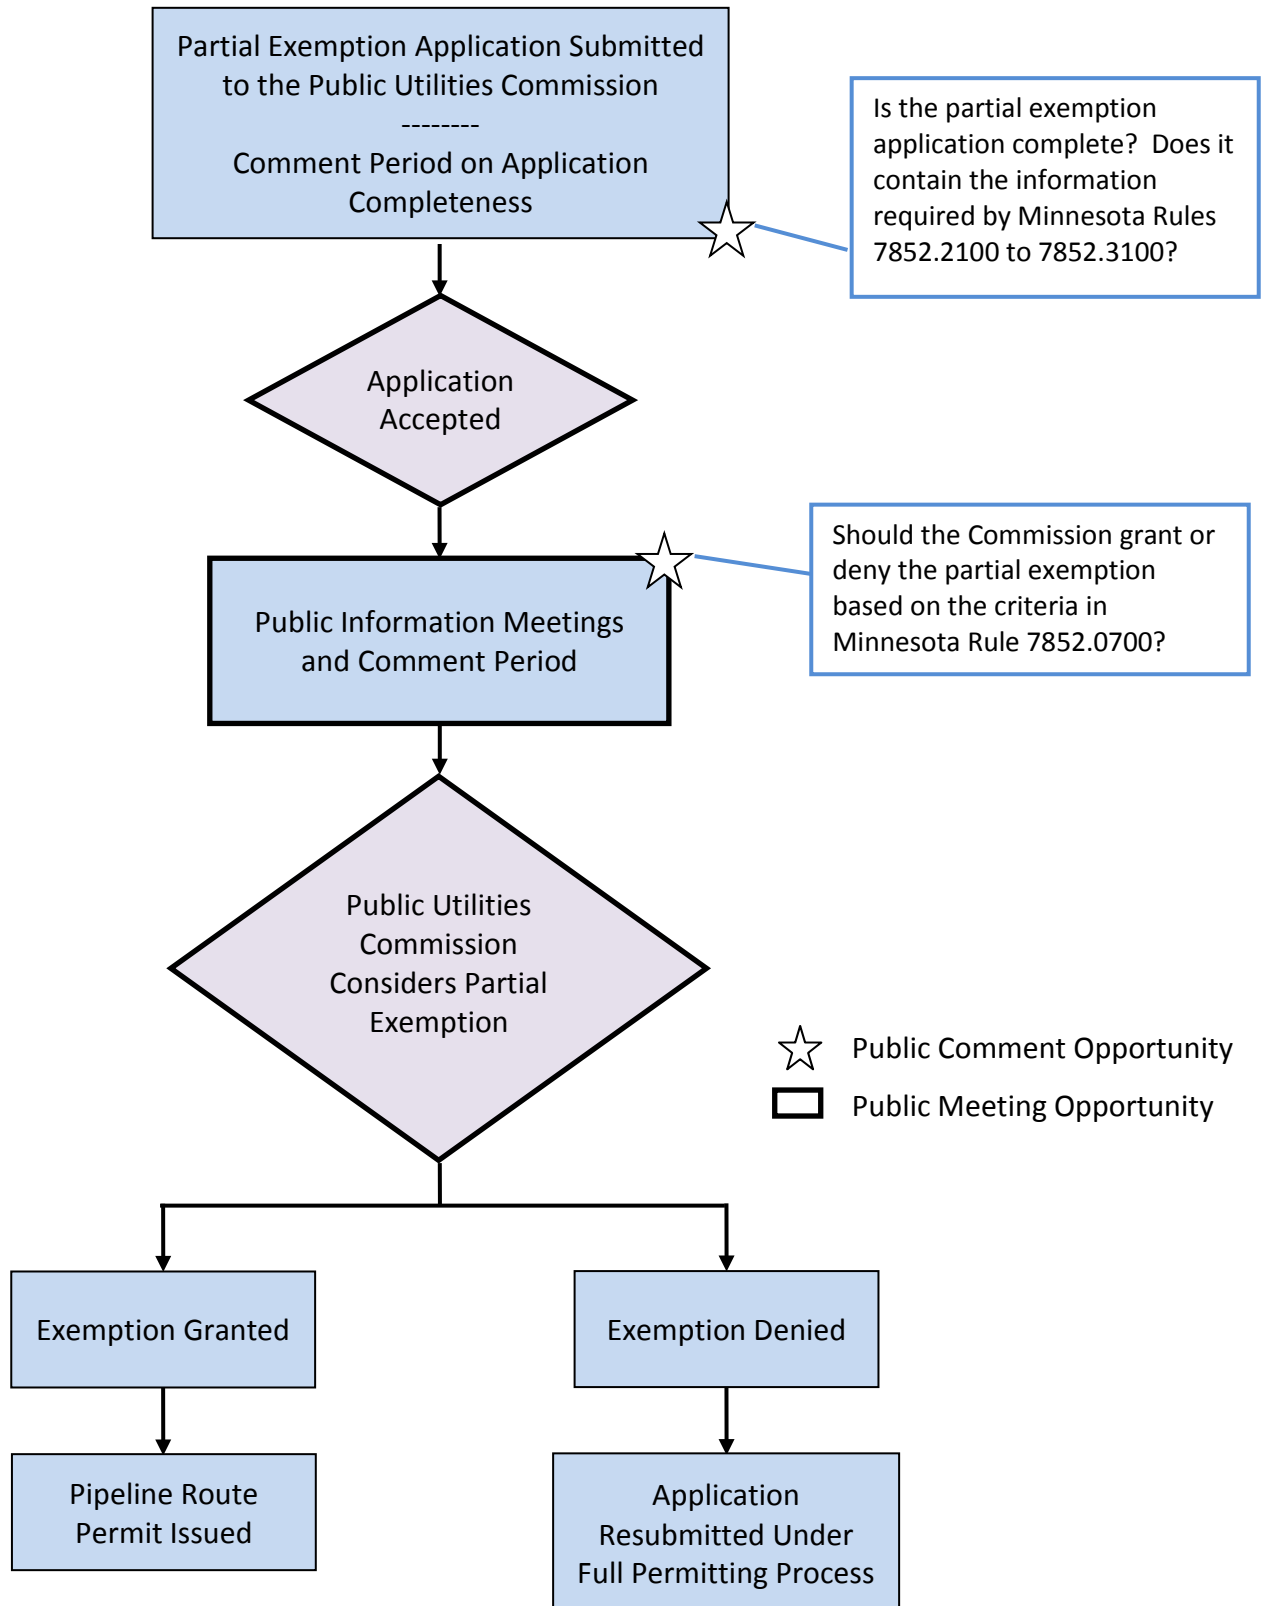 Partial Exemption Application Submitted
to the Public Utilities Commission
--------
Comment Period on Application
Completeness
Is the partial exemption
application complete?  Does it
contain the information
required by Minnesota Rules
7852.2100 to 7852.3100?
Application
Accepted
Should the Commission grant or
deny the partial exemption
based on the criteria in
Minnesota Rule 7852.0700?
Public Information Meetings
and Comment Period
Public Utilities
Commission
Considers Partial
Exemption
Public Comment Opportunity
Public Meeting Opportunity
Exemption Granted
Exemption Denied
Pipeline Route
Permit Issued
Application
Resubmitted Under
Full Permitting Process